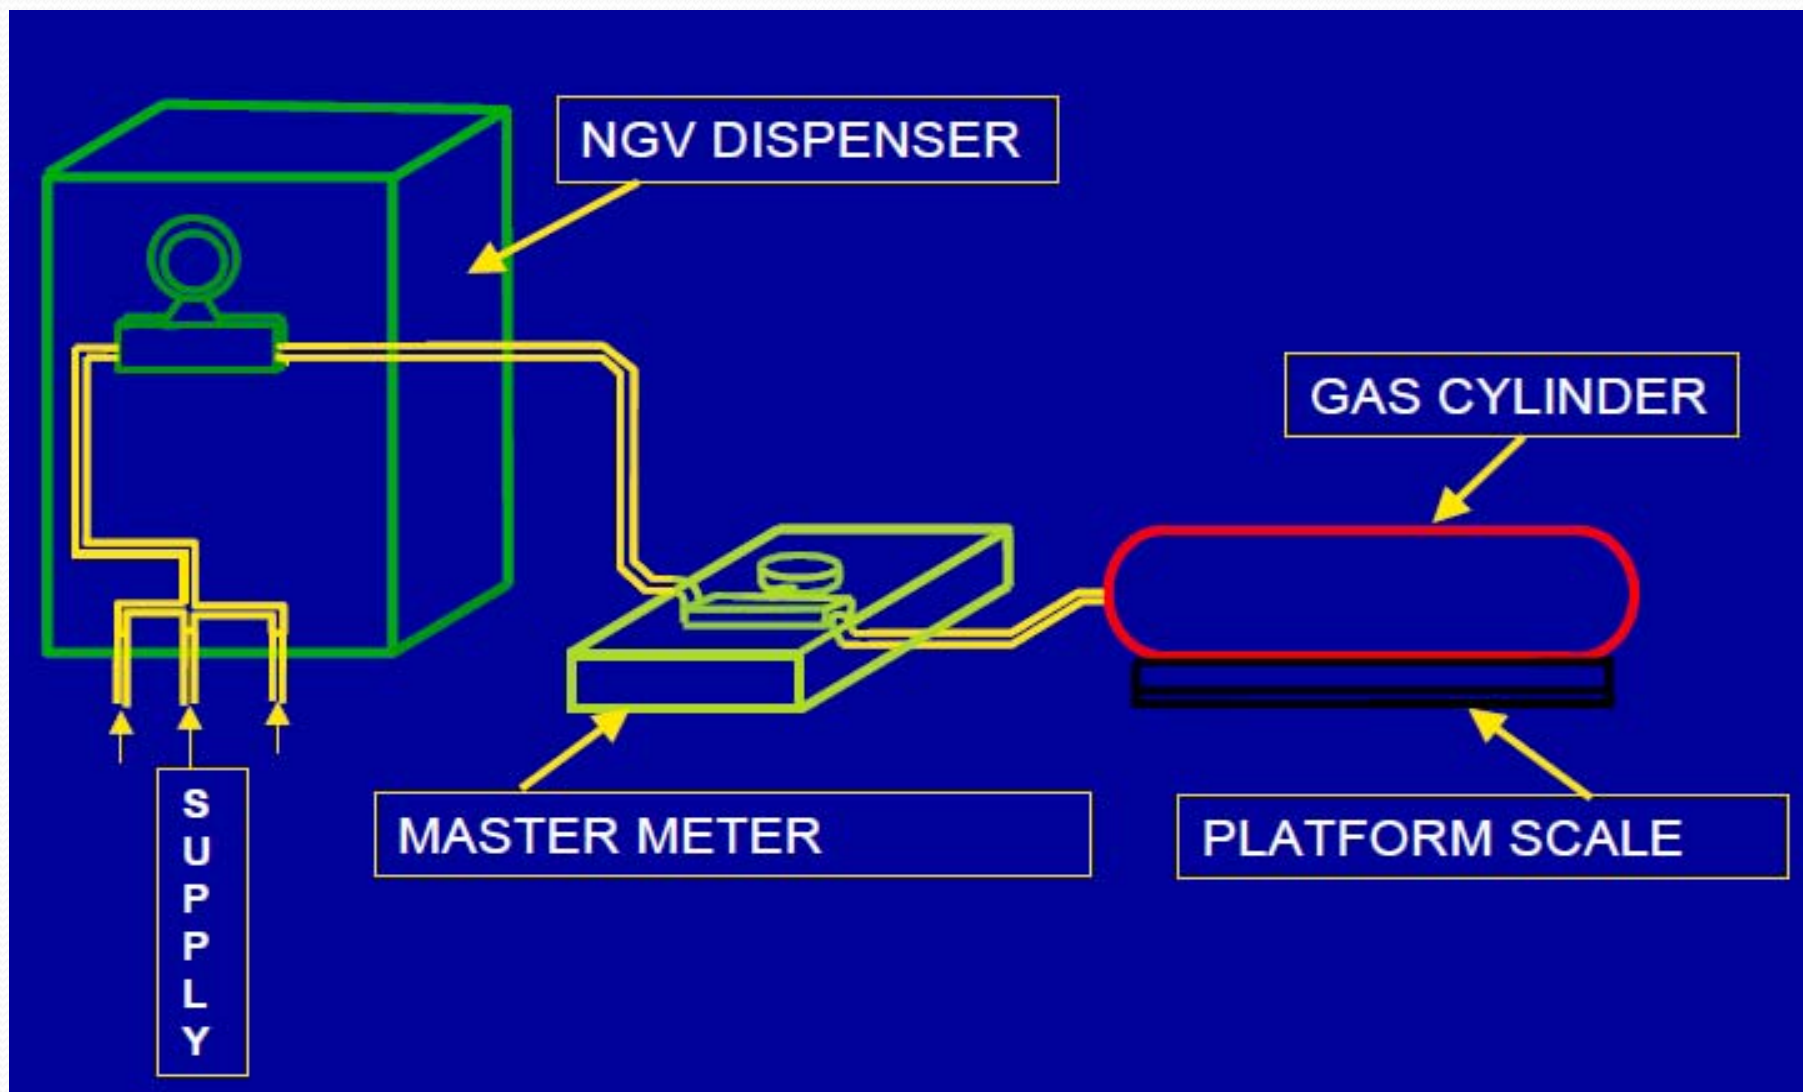 NGV DISPENSER
GAS CYLINDER
MASTER METER
PLATFORM SCALE
S
U
P
P
L
Y